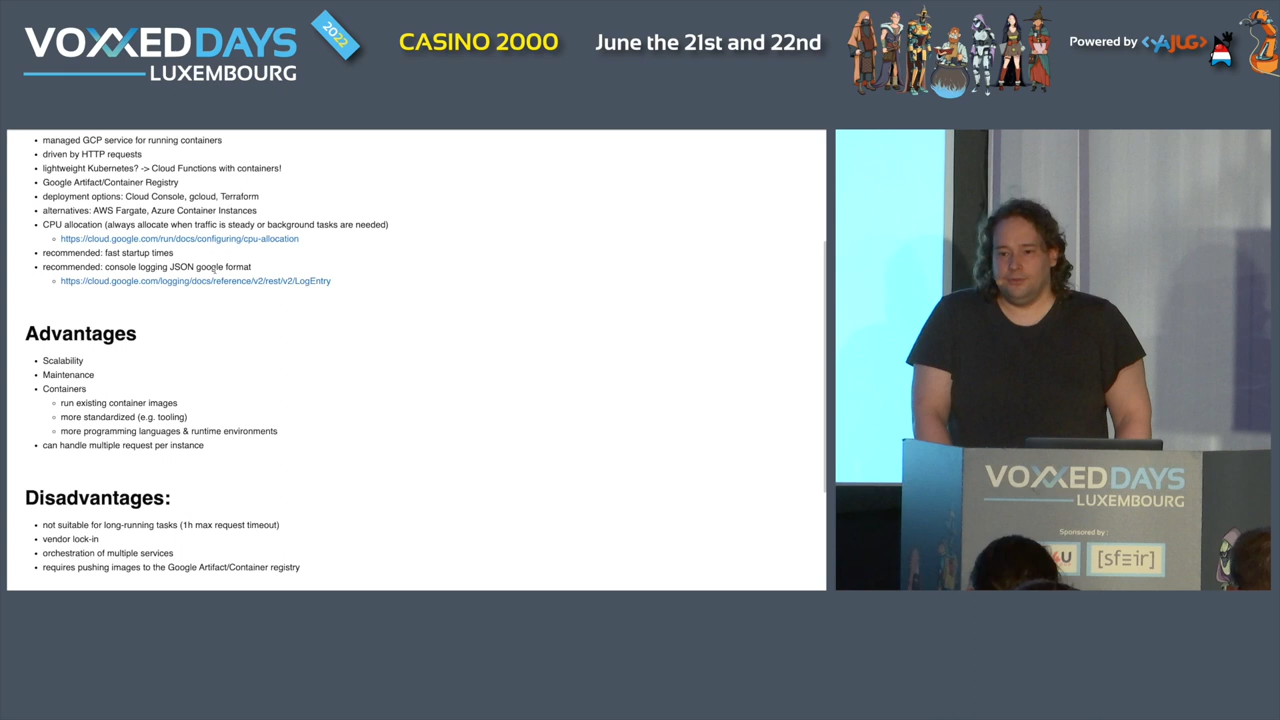 VOXXED DAYS
LUXEMBOURG
2022
CASINO 2000
June the 21st and 22nd
Powered by <YAJUG>
managed GCP service for running containers
driven by HTTP requests
lightweight Kubernetes? -> Cloud Functions with containers!
Google Artifact/Container Registry
deployment options: Cloud Console, gcloud, Terraform
alternatives: AWS Fargate, Azure Container Instances
CPU allocation (always allocate when traffic is steady or background tasks are needed)
https://cloud.google.com/run/docs/configuring/cpu-allocation
recommended: fast startup times
recommended: console logging JSON google format
https://cloud.google.com/logging/docs/reference/v2/rest/v2/LogEntry
Advantages
Scalability
Maintenance
Containers
run existing container images
more standardized (e.g. tooling)
more programming languages & runtime environments
can handle multiple request per instance
Disadvantages:
not suitable for long-running tasks (1h max request timeout)
vendor lock-in
orchestration of multiple services
requires pushing images to the Google Artifact/Container registry
VOXXED DAYS
LUXEMBOURG
Sponsored by :
[sfeir]